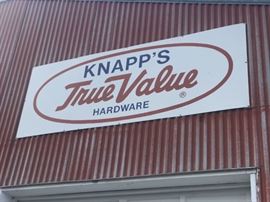 KNAPP'S
True Value
HARDWARE
®